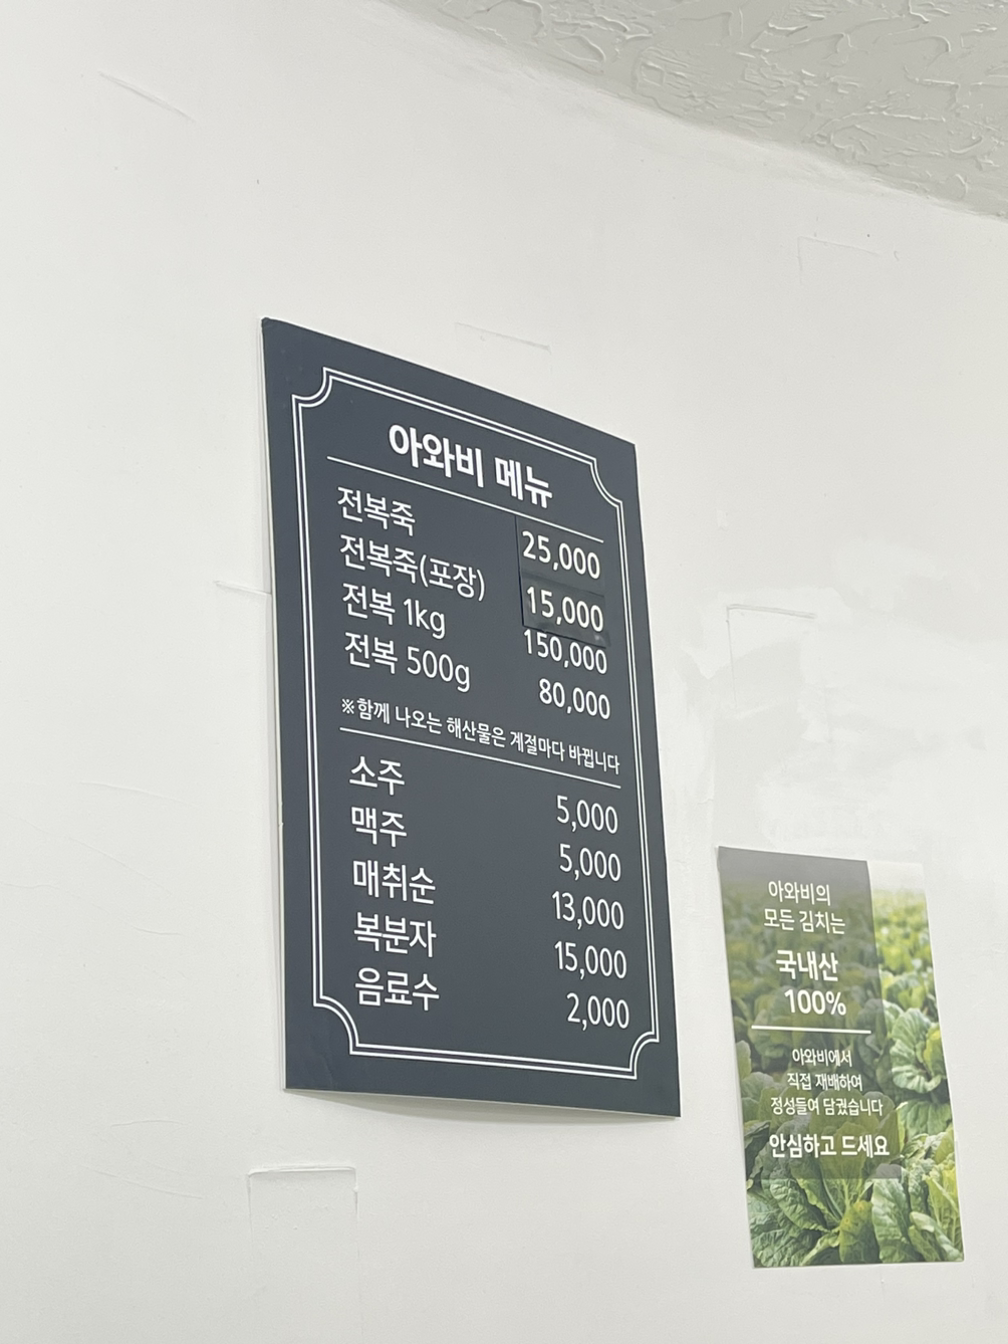 아와비 메뉴
전복죽 25,000
전복죽(포장) 15,000
전복 1kg 150,000
전복 500g 80,000
※함께 나오는 해산물은 계절마다 바뀝니다
소주 5,000
맥주 5,000
매취순 13,000
복분자 15,000
음료수 2,000
아와비의
모든 김치는
국내산
100%
아와비에서
직접 재배하여
정성들여 담궜습니다
안심하고 드세요